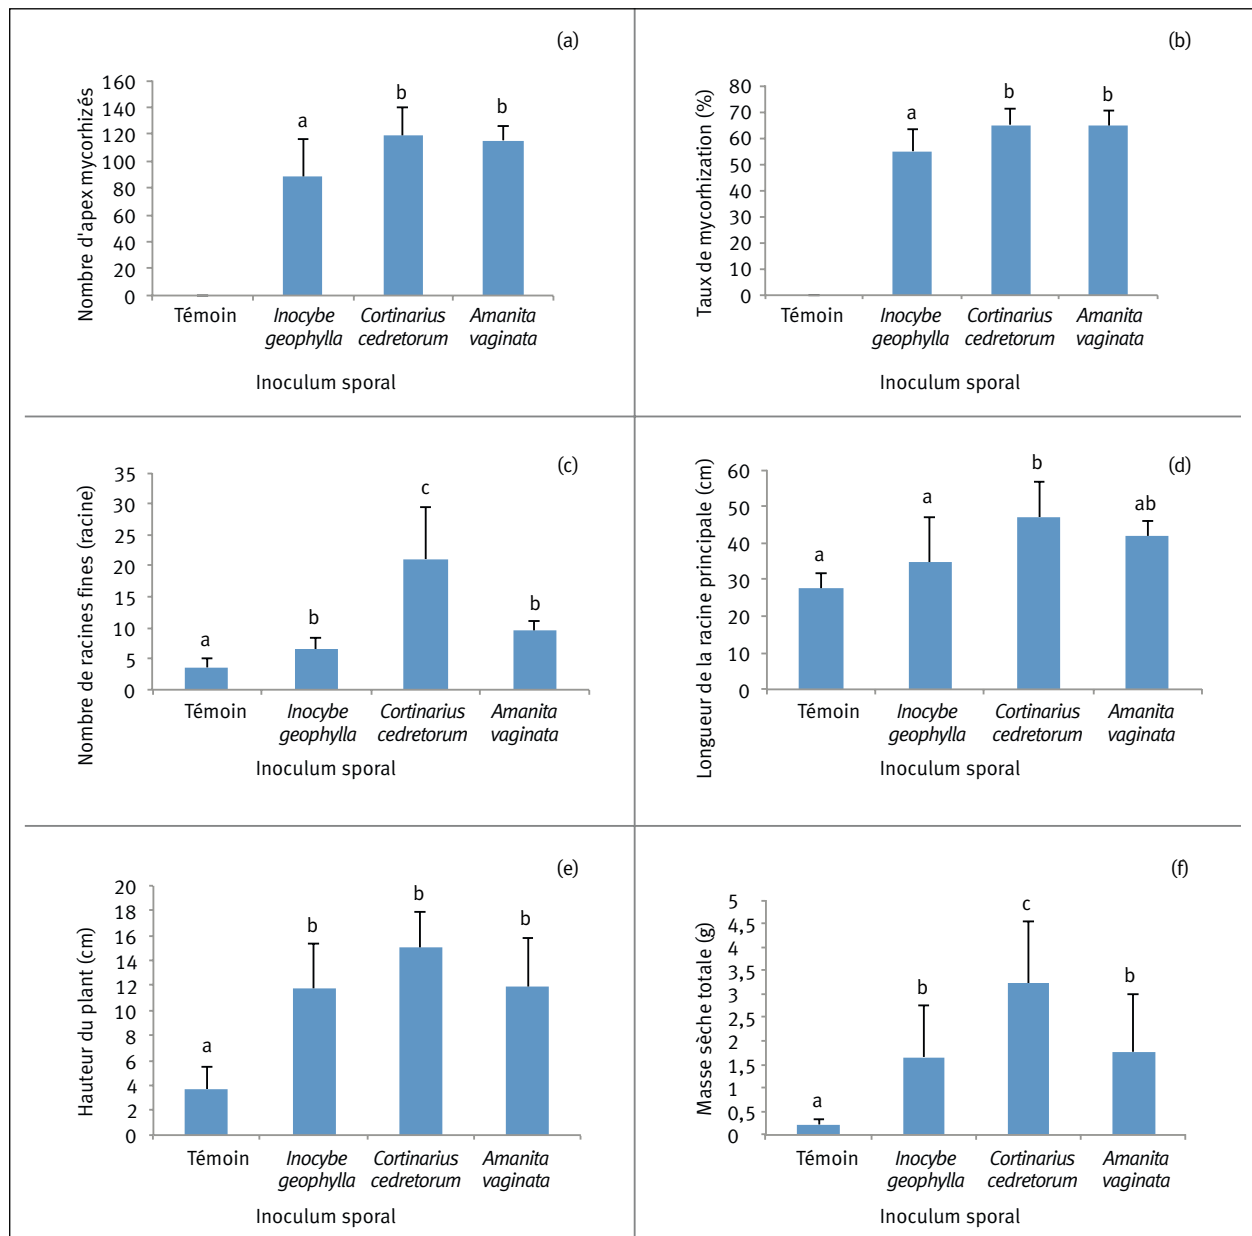 (a)
Nombre d'apex mycorhizés
160
140
120
100
80
60
40
20
0
a
b
b
Témoin
Inocybe geophylla
Cortinarius cedretorum
Amanita vaginata
Inoculum sporal
(b)
Taux de mycorhization (%)
80
70
60
50
40
30
20
10
0
a
b
b
Témoin
Inocybe geophylla
Cortinarius cedretorum
Amanita vaginata
Inoculum sporal
(c)
Nombre de racines fines (racine)
35
30
25
20
15
10
5
0
a
b
c
b
Témoin
Inocybe geophylla
Cortinarius cedretorum
Amanita vaginata
Inoculum sporal
(d)
Longueur de la racine principale (cm)
60
50
40
30
20
10
0
a
a
b
ab
Témoin
Inocybe geophylla
Cortinarius cedretorum
Amanita vaginata
Inoculum sporal
(e)
Hauteur du plant (cm)
20
18
16
14
12
10
8
6
4
2
0
a
b
b
b
Témoin
Inocybe geophylla
Cortinarius cedretorum
Amanita vaginata
Inoculum sporal
(f)
Masse sèche totale (g)
5
4,5
4
3,5
3
2,5
2
1,5
1
0,5
0
a
b
c
b
Témoin
Inocybe geophylla
Cortinarius cedretorum
Amanita vaginata
Inoculum sporal